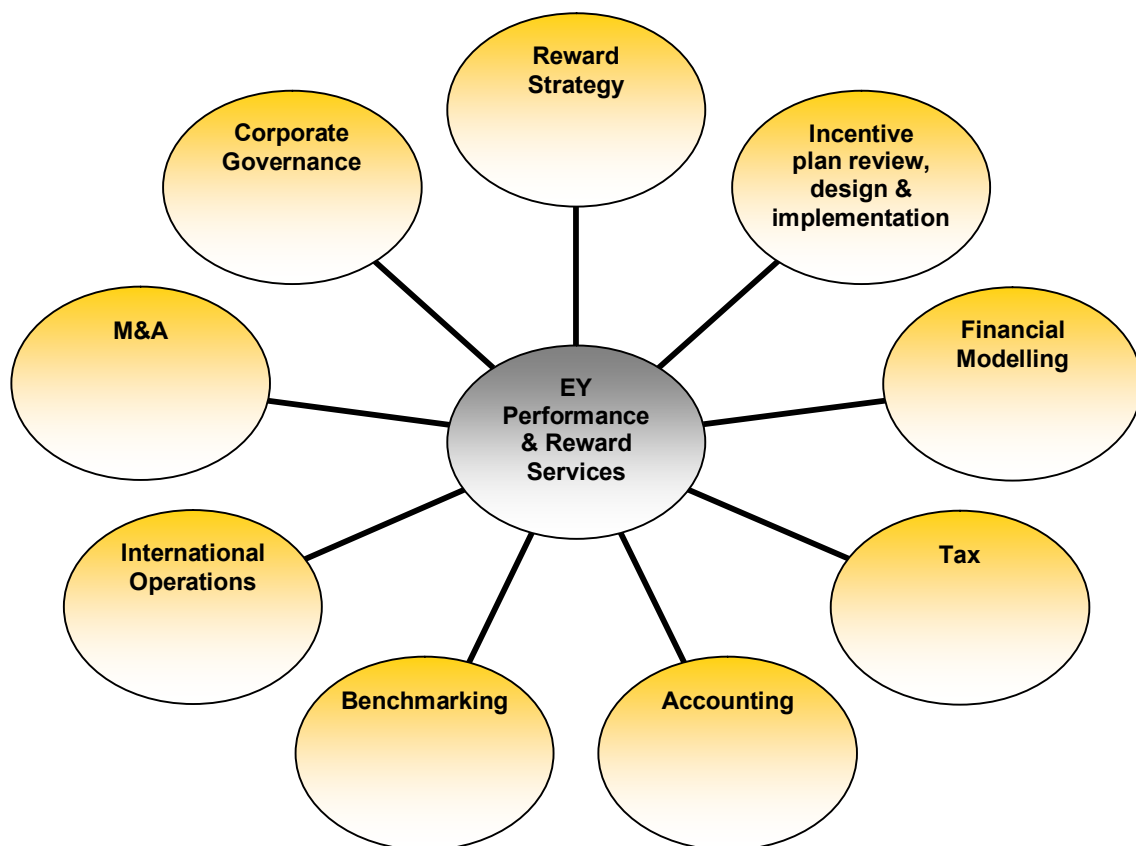 Reward
Strategy
Corporate
Governance
Incentive
plan review,
design &
implementation
M&A
Financial
Modelling
EY
Performance
& Reward
Services
International
Operations
Tax
Benchmarking
Accounting